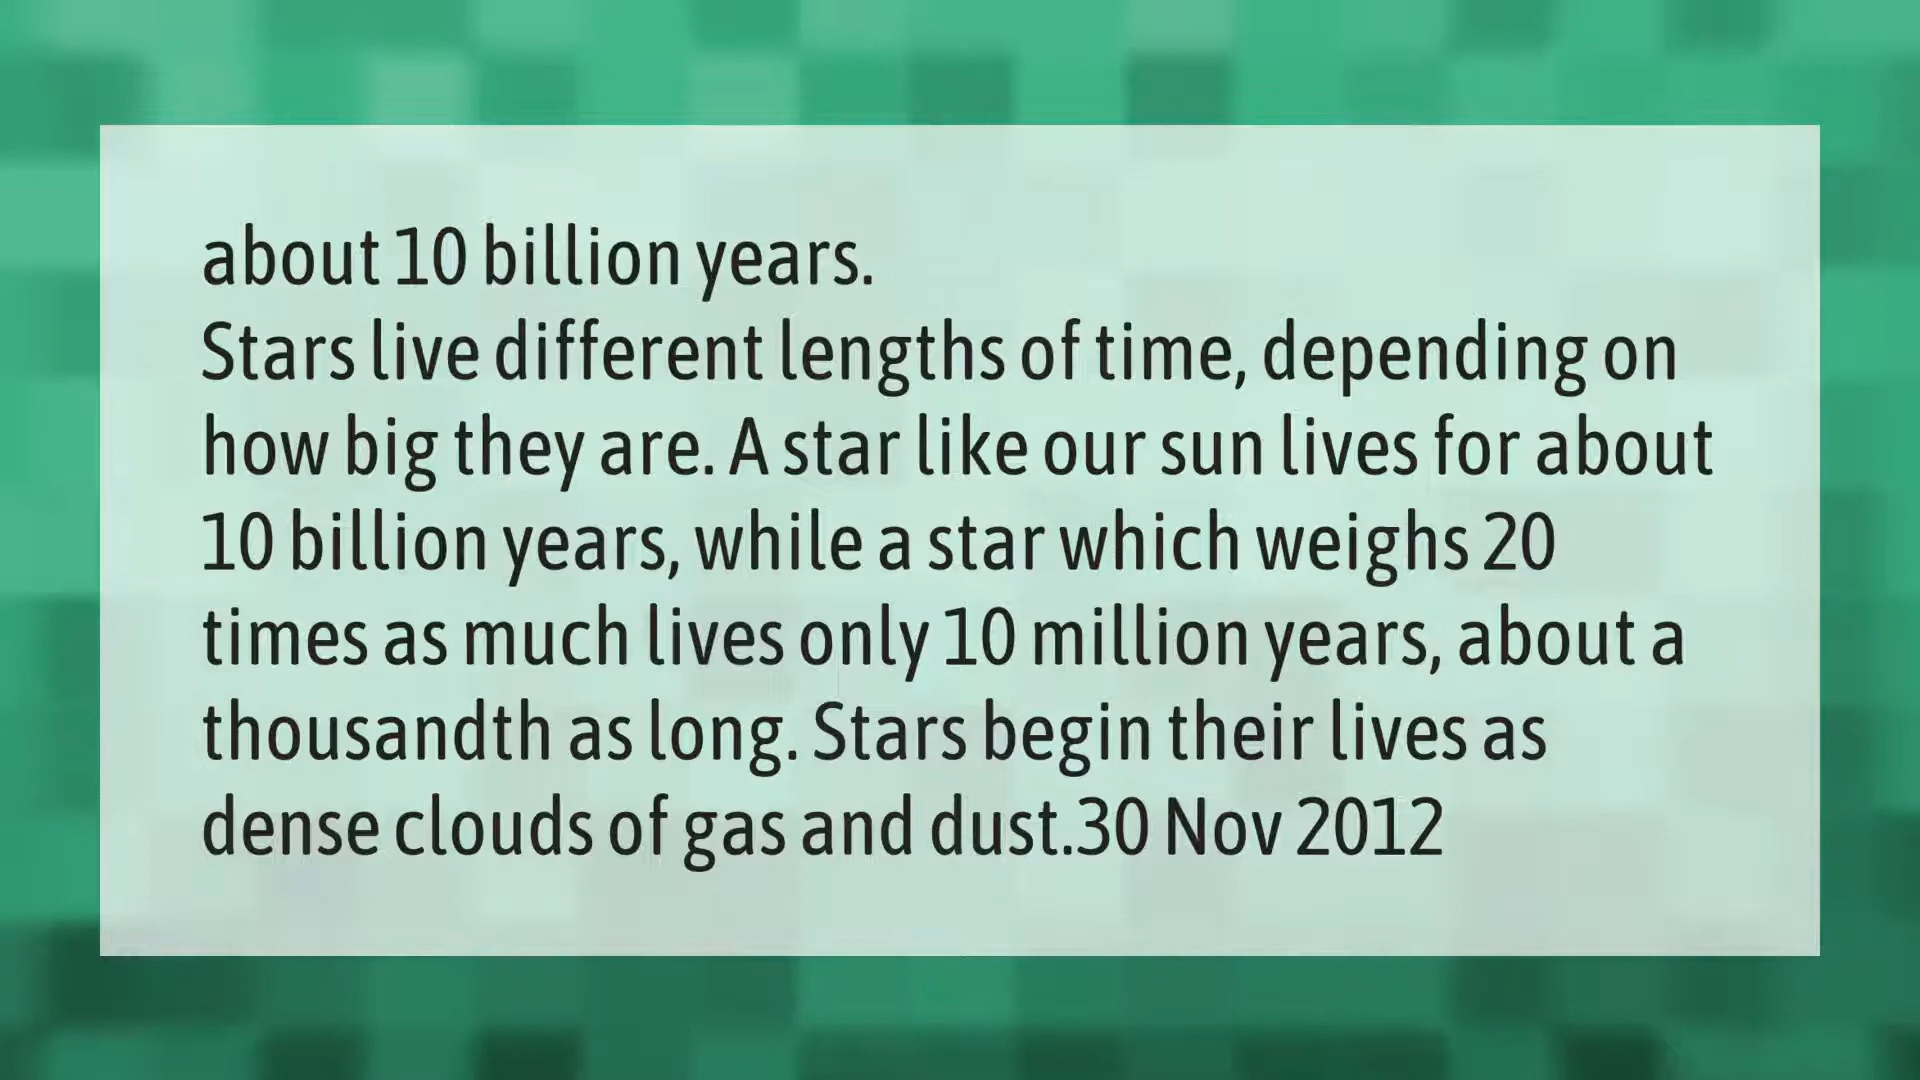 about 10 billion years.
Stars live different lengths of time, depending on
how big they are. A star like our sun lives for about
10 billion years, while a star which weighs 20
times as much lives only 10 million years, about a
thousandth as long. Stars begin their lives as
dense clouds of gas and dust.30 Nov 2012